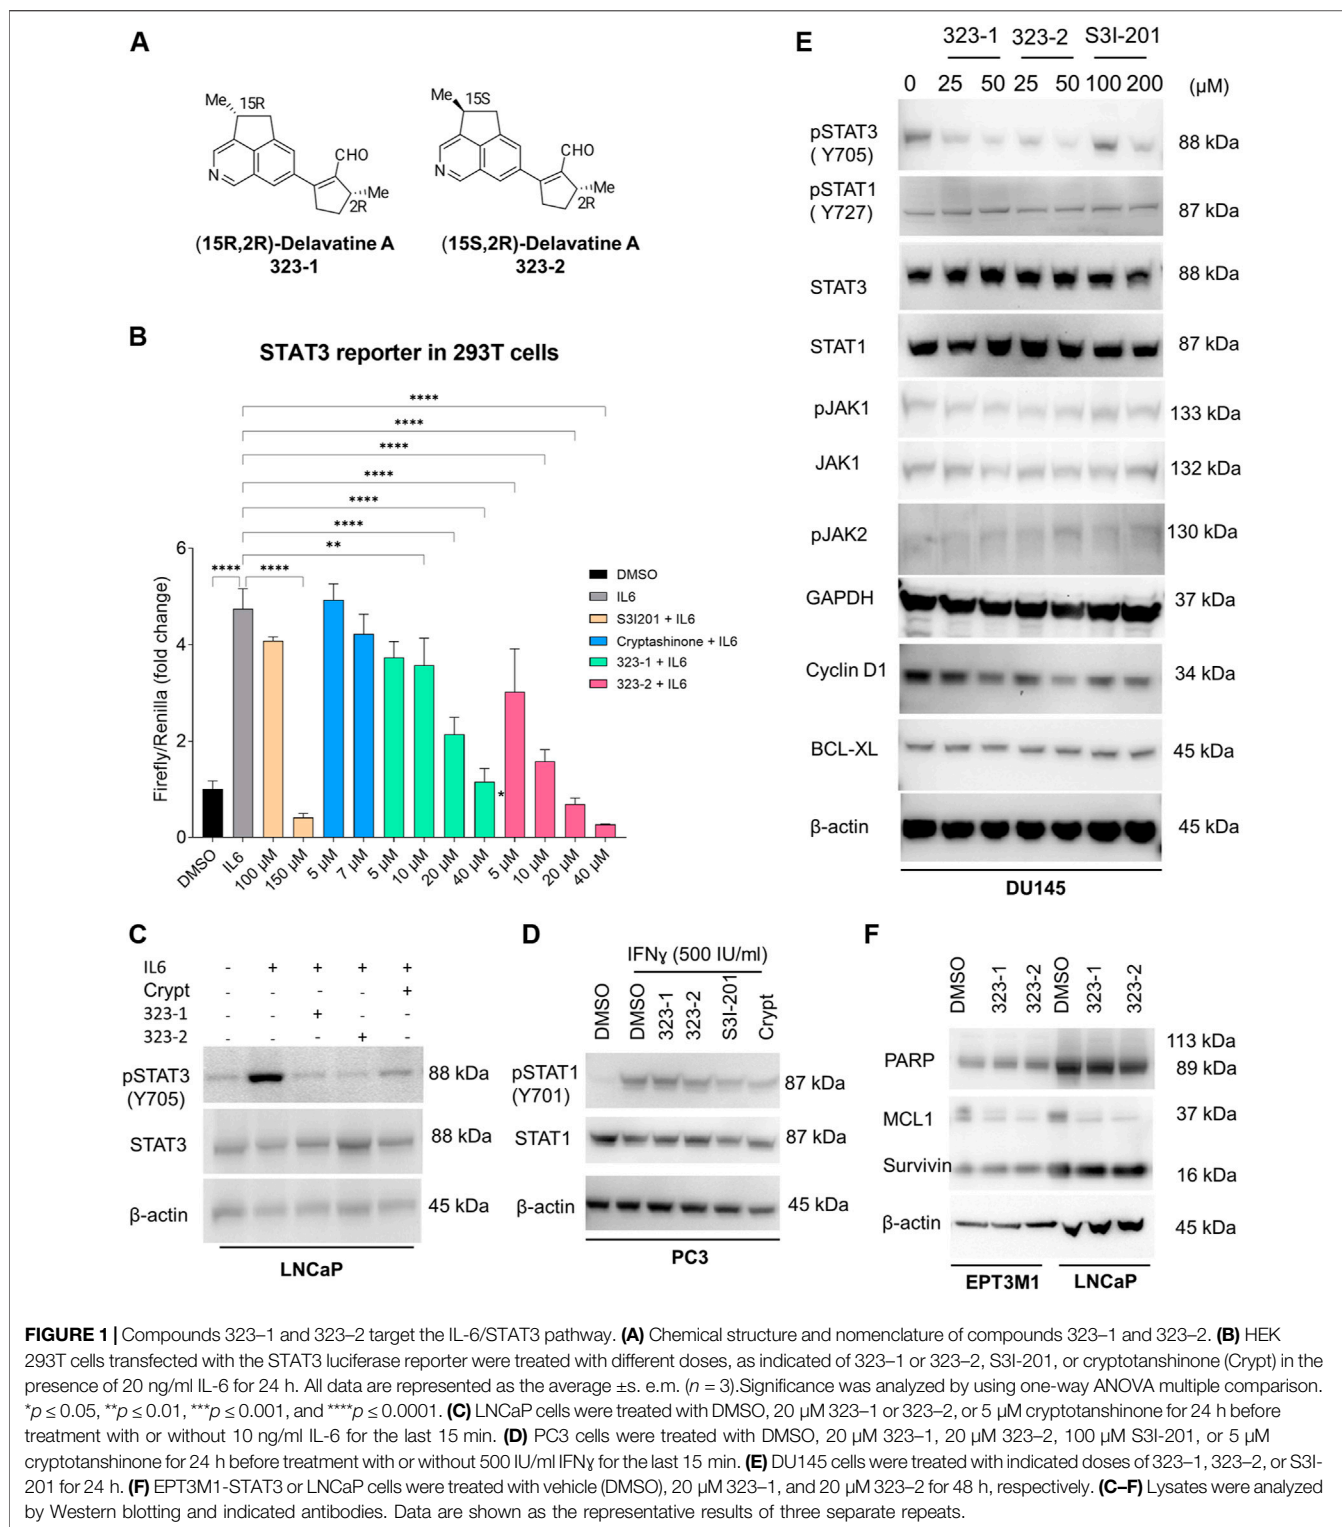 A
Me
15R
N
CHO
Me
2R
(15R,2R)-Delavatine A
323-1
Me
15S
N
CHO
Me
2R
(15S,2R)-Delavatine A
323-2
B
STAT3 reporter in 293T cells
****
****
****
****
****
****
**
**** ****
*
Firefly/Renilla (fold change)
6
4
2
0
DMSO
IL6
100 µM
150 µM
5 µM
7 µM
5 µM
10 µM
20 µM
40 µM
5 µM
10 µM
20 µM
40 µM
DMSO
IL6
S3I201 + IL6
Cryptashinone + IL6
323-1 + IL6
323-2 + IL6
C
IL6 - + + + +
Crypt - - - - +
323-1 - - + - -
323-2 - - - + -
pSTAT3
(Y705)
88 kDa
STAT3 88 kDa
β-actin 45 kDa
LNCaP
D
IFNɣ (500 IU/ml)
DMSO
DMSO
323-1
323-2
S3I-201
Crypt
pSTAT1
(Y701)
87 kDa
STAT1 87 kDa
β-actin 45 kDa
PC3
E
323-1 323-2 S3I-201
0 25 50 25 50 100 200 (µM)
pSTAT3
( Y705)
88 kDa
pSTAT1
( Y727)
87 kDa
STAT3 88 kDa
STAT1 87 kDa
pJAK1 133 kDa
JAK1 132 kDa
pJAK2 130 kDa
GAPDH 37 kDa
Cyclin D1 34 kDa
BCL-XL 45 kDa
β-actin 45 kDa
DU145
F
DMSO
323-1
323-2
DMSO
323-1
323-2
113 kDa
PARP 89 kDa
MCL1 37 kDa
Survivin 16 kDa
β-actin 45 kDa
EPT3M1 LNCaP
FIGURE 1 | Compounds 323–1 and 323–2 target the IL-6/STAT3 pathway. (A) Chemical structure and nomenclature of compounds 323–1 and 323–2. (B) HEK
293T cells transfected with the STAT3 luciferase reporter were treated with different doses, as indicated of 323–1 or 323–2, S3I-201, or cryptotanshinone (Crypt) in the
presence of 20 ng/ml IL-6 for 24 h. All data are represented as the average ±s. e.m. (n = 3).Significance was analyzed by using one-way ANOVA multiple comparison.
*p ≤ 0.05, **p ≤ 0.01, ***p ≤ 0.001, and ****p ≤ 0.0001. (C) LNCaP cells were treated with DMSO, 20 µM 323–1 or 323–2, or 5 µM cryptotanshinone for 24 h before
treatment with or without 10 ng/ml IL-6 for the last 15 min. (D) PC3 cells were treated with DMSO, 20 µM 323–1, 20 µM 323–2, 100 µM S3I-201, or 5 µM
cryptotanshinone for 24 h before treatment with or without 500 IU/ml IFNɣ for the last 15 min. (E) DU145 cells were treated with indicated doses of 323–1, 323–2, or S3I-
201 for 24 h. (F) EPT3M1-STAT3 or LNCaP cells were treated with vehicle (DMSO), 20 µM 323–1, and 20 µM 323–2 for 48 h, respectively. (C–F) Lysates were analyzed
by Western blotting and indicated antibodies. Data are shown as the representative results of three separate repeats.